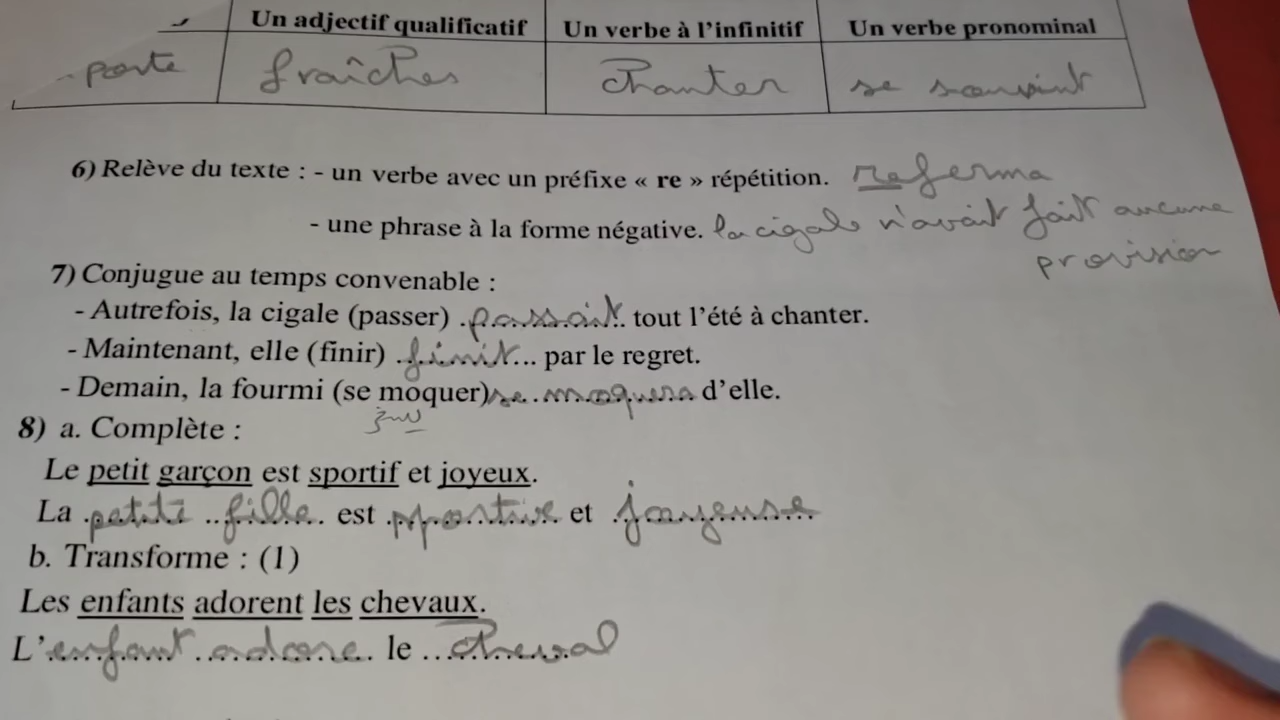 Un adjectif qualificatif Un verbe à l'infinitif Un verbe pronominal
porte fraîches chanter se souvint
6) Relève du texte : - un verbe avec un préfixe « re » répétition. referma
- une phrase à la forme négative. la cigale n'avait fait aucune
provision
7) Conjugue au temps convenable :
- Autrefois, la cigale (passer) .passait.. tout l'été à chanter.
- Maintenant, elle (finir) ..finit... par le regret.
- Demain, la fourmi (se moquer) se moquera d'elle.
8) a. Complète :
Le petit garçon est sportif et joyeux.
La .petite ..fille.. est .sportive et joyeuse
b. Transforme : (1)
Les enfants adorent les chevaux.
L'enfant ..adore.. le ...cheval